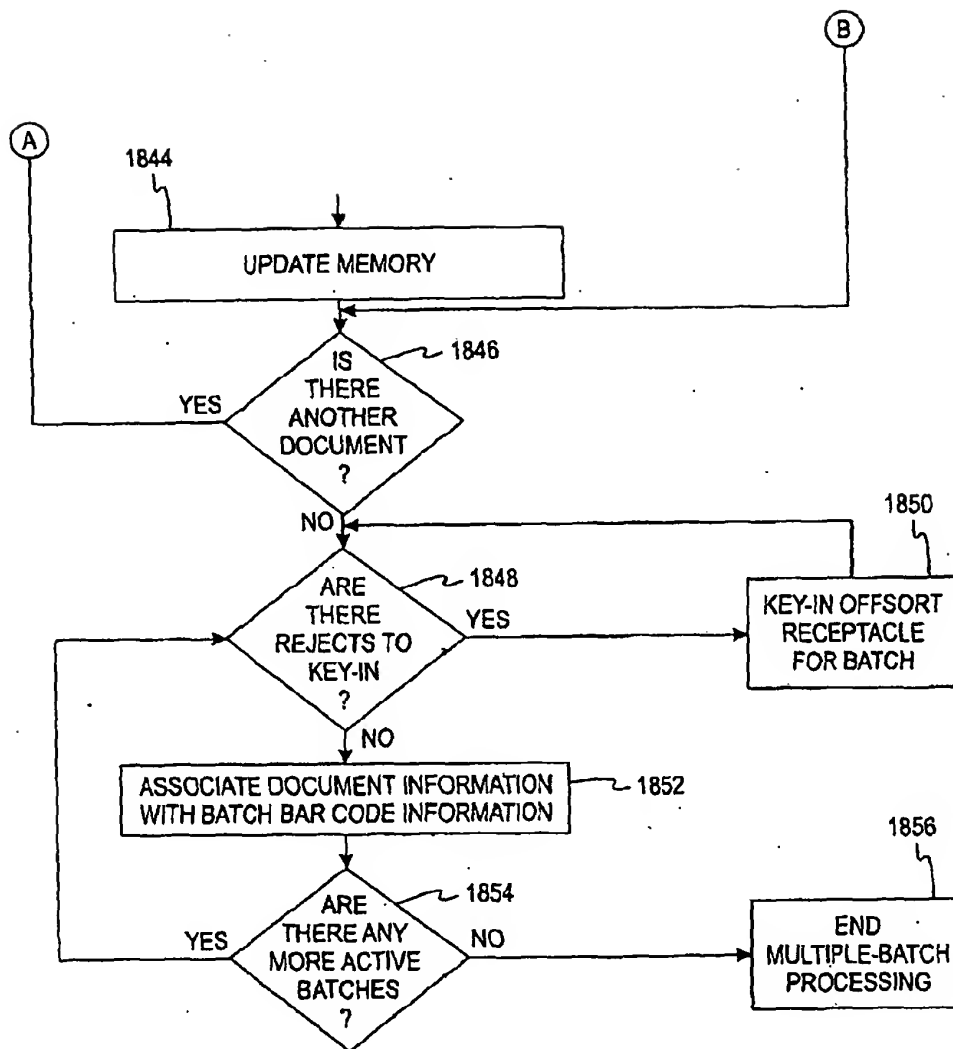 B
A
1844
UPDATE MEMORY
1846
IS
THERE
ANOTHER
DOCUMENT
?
YES
NO
1850
1848
ARE
THERE
REJECTS TO
KEY-IN
?
YES
KEY-IN OFFSORT
RECEPTACLE
FOR BATCH
NO
ASSOCIATE DOCUMENT INFORMATION
WITH BATCH BAR CODE INFORMATION
1852
1856
1854
ARE
THERE ANY
MORE ACTIVE
BATCHES
?
YES
NO
END
MULTIPLE-BATCH
PROCESSING